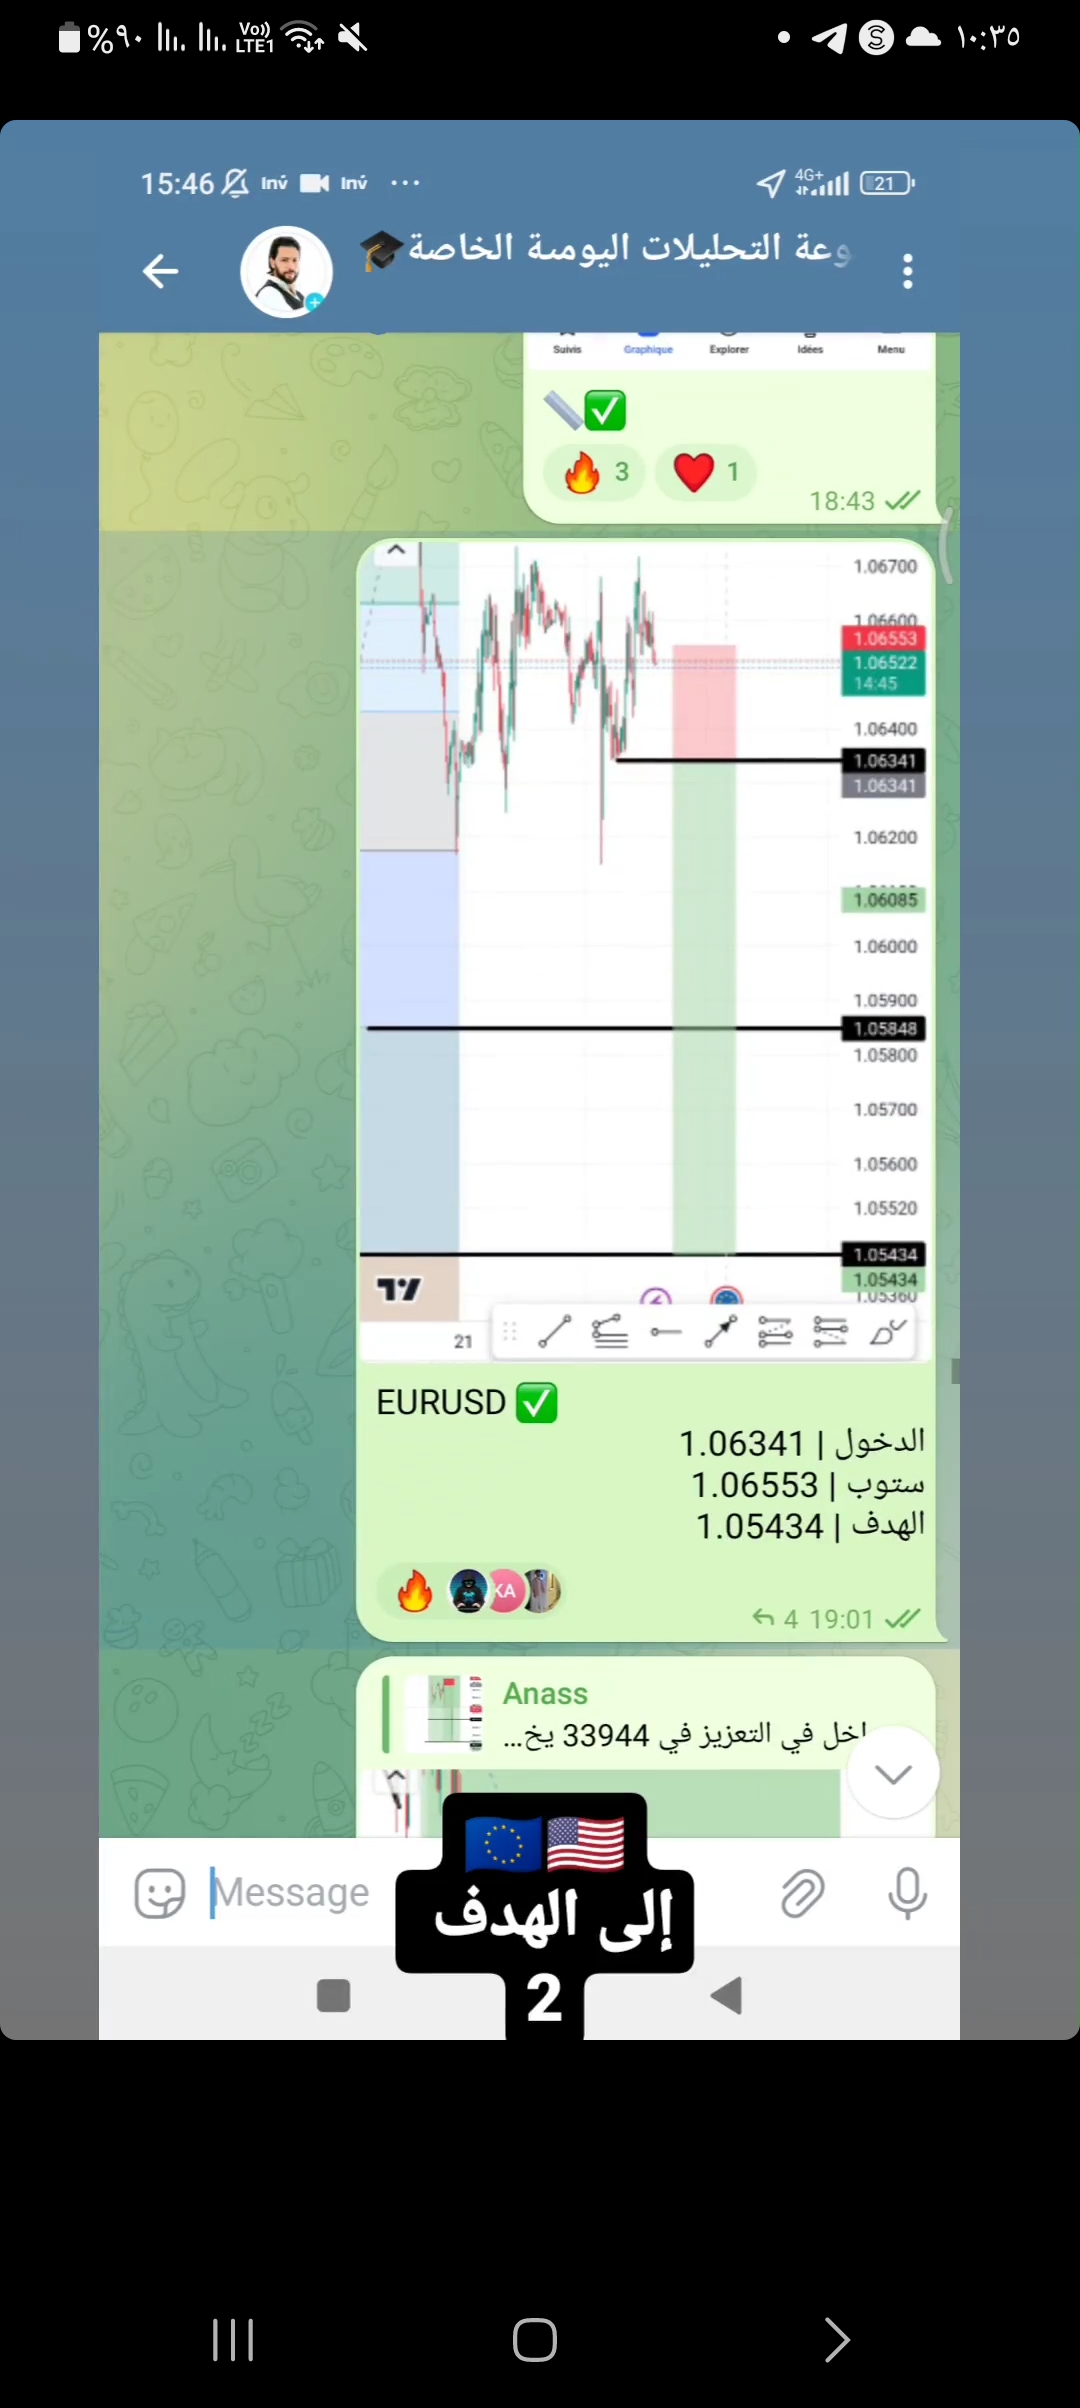 %٩٠ Vo)) LTE1 ١٠:٣٥
15:46 Inv́ Inv́ ... 4G+ 21
وعة التحليلات اليومية الخاصة🎓
Suivis Graphique Explorer Idées Menu
📏✅
🔥 3 ❤️ 1
18:43
1.06700
1.06600
1.06553
1.06522
14:45
1.06400
1.06341
1.06341
1.06200
1.06085
1.06000
1.05900
1.05848
1.05800
1.05700
1.05600
1.05520
1.05434
1.05434
1.05360
21
EURUSD ✅
الدخول | 1.06341
ستوب | 1.06553
الهدف | 1.05434
🔥 KA
4 19:01
Anass
اخل في التعزيز في 33944 يخ...
🇪🇺🇺🇸
Message
إلى الهدف
2